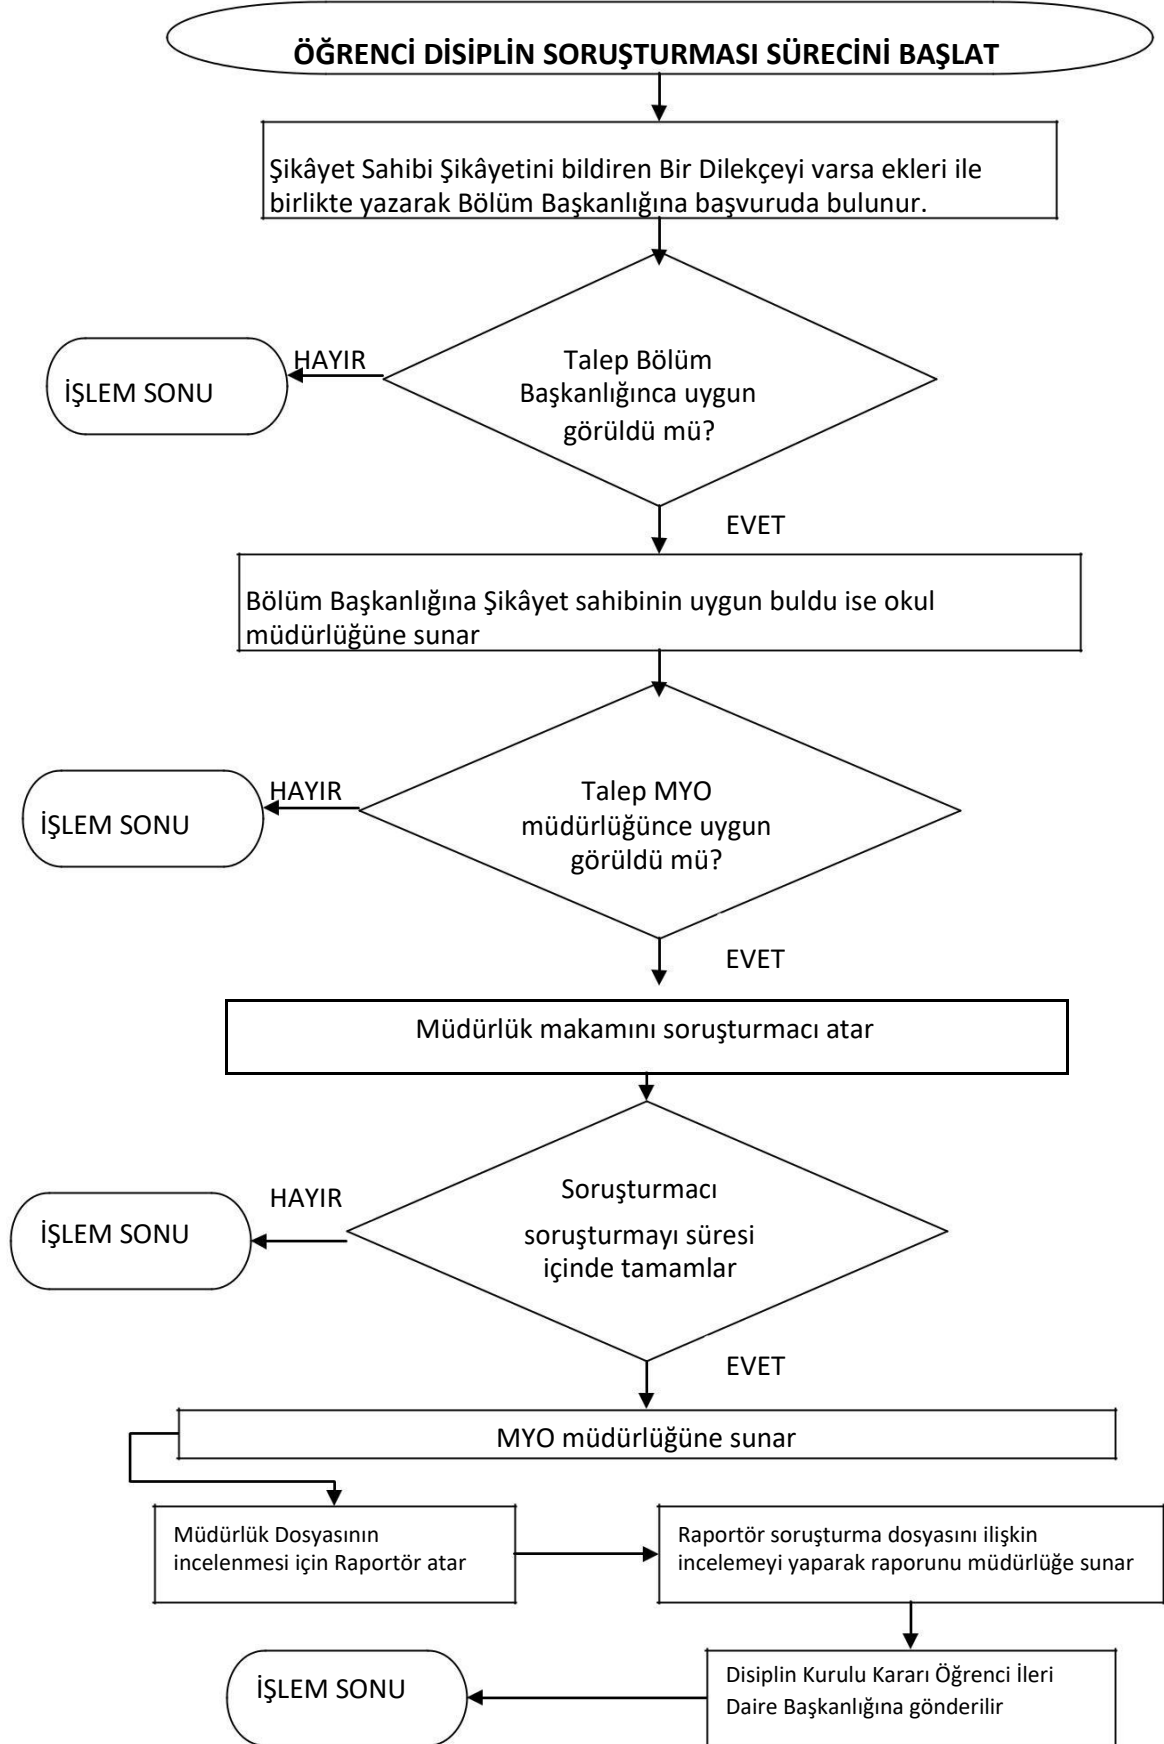 ÖĞRENCİ DISİPLİN SORUŞTURMASI SÜRECİNİ BAŞLAT
Şikâyet Sahibi Şikâyetini bildiren Bir Dilekçeyi varsa ekleri ile
birlikte yazarak Bölüm Başkanlığına başvuruda bulunur.
HAYIR
Talep Bölüm
Başkanlığınca uygun
görüldü mü?
İŞLEM SONU
EVET
Bölüm Başkanlığına Şikâyet sahibinin uygun buldu ise okul
müdürlüğüne sunar
HAYIR
Talep MYO
müdürlüğünce uygun
görüldü mü?
İŞLEM SONU
EVET
Müdürlük makamını soruşturmacı atar
HAYIR
Soruşturmacı
soruşturmayı süresi
içinde tamamlar
İŞLEM SONU
EVET
MYO müdürlüğüne sunar
Müdürlük Dosyasının
incelenmesi için Raportör atar
Raportör soruşturma dosyasını ilişkin
incelemeyi yaparak raporunu müdürlüğe sunar
Disiplin Kurulu Kararı Öğrenci İleri
Daire Başkanlığına gönderilir
İŞLEM SONU